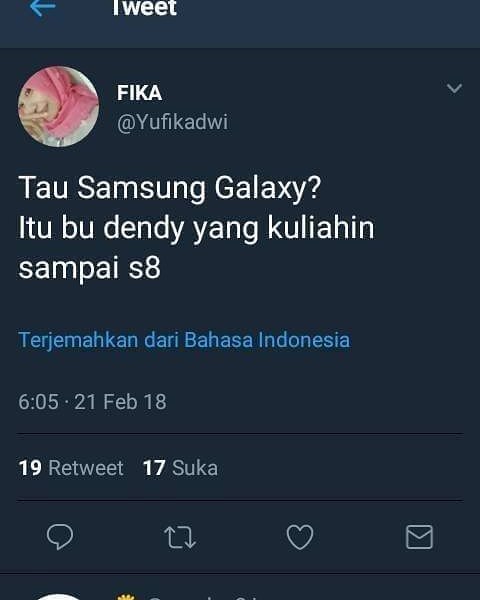 Tweet
FIKA
@Yufikadwi
Tau Samsung Galaxy?
Itu bu dendy yang kuliahin
sampai s8
Terjemahkan dari Bahasa Indonesia
6:05 · 21 Feb 18
19 Retweet 17 Suka